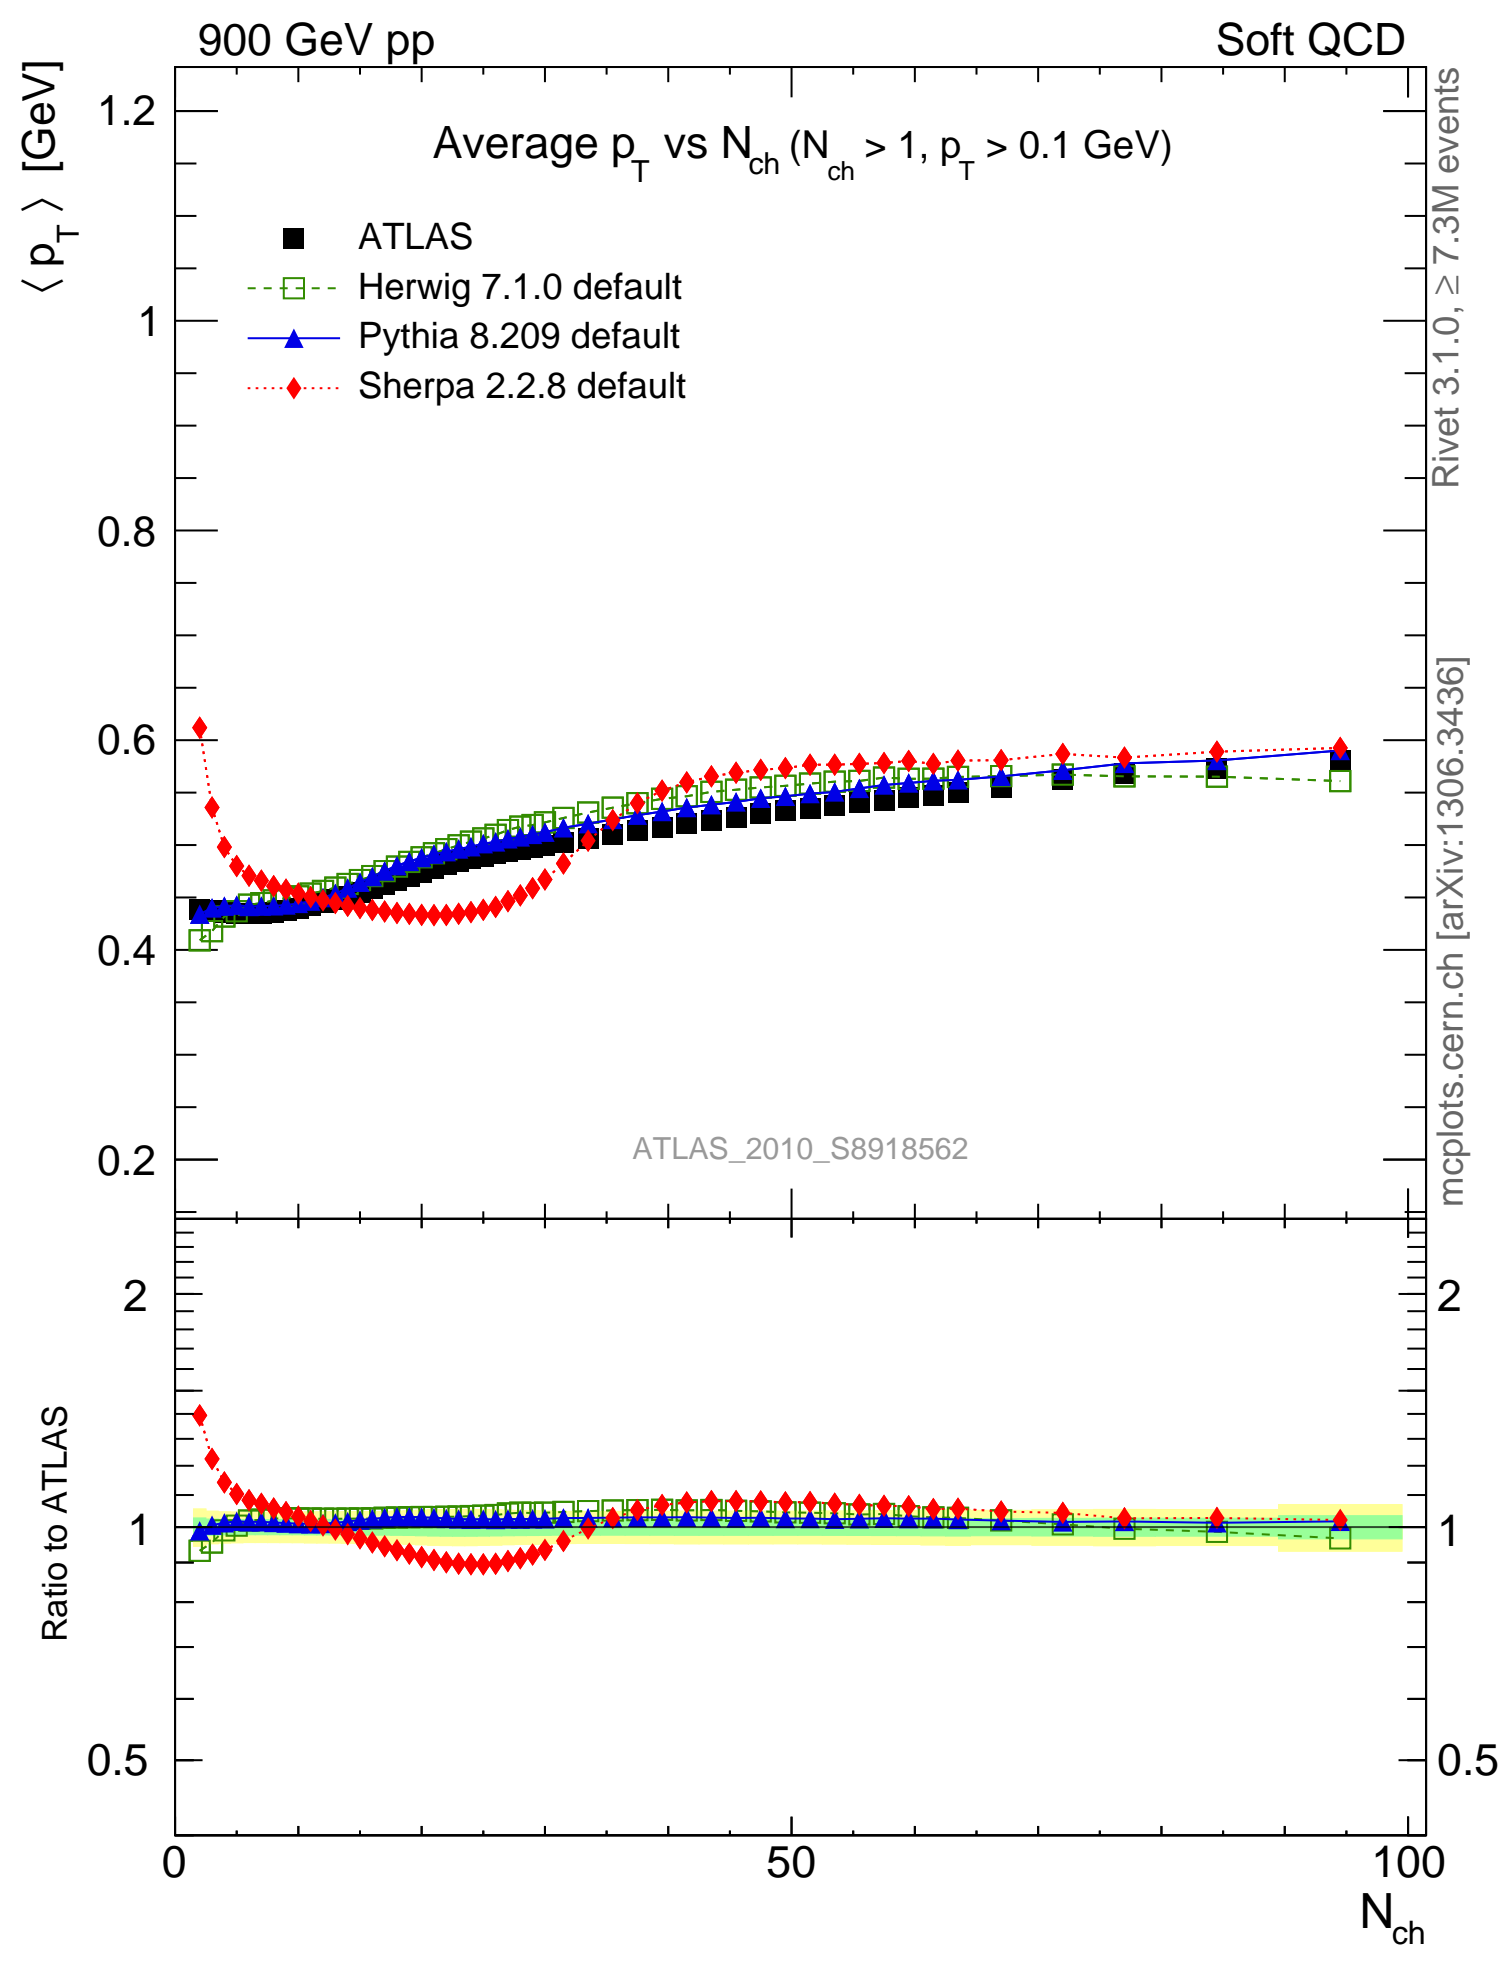 900 GeV pp
Soft QCD
⟨ p_T ⟩ [GeV]
Average p_T vs N_ch (N_ch > 1, p_T > 0.1 GeV)
ATLAS
Herwig 7.1.0 default
Pythia 8.209 default
Sherpa 2.2.8 default
1.2
1
0.8
0.6
0.4
0.2
ATLAS_2010_S8918562
Rivet 3.1.0, ≥ 7.3M events
mcplots.cern.ch [arXiv:1306.3436]
Ratio to ATLAS
2
1
0.5
2
1
0.5
0
50
100
N_ch